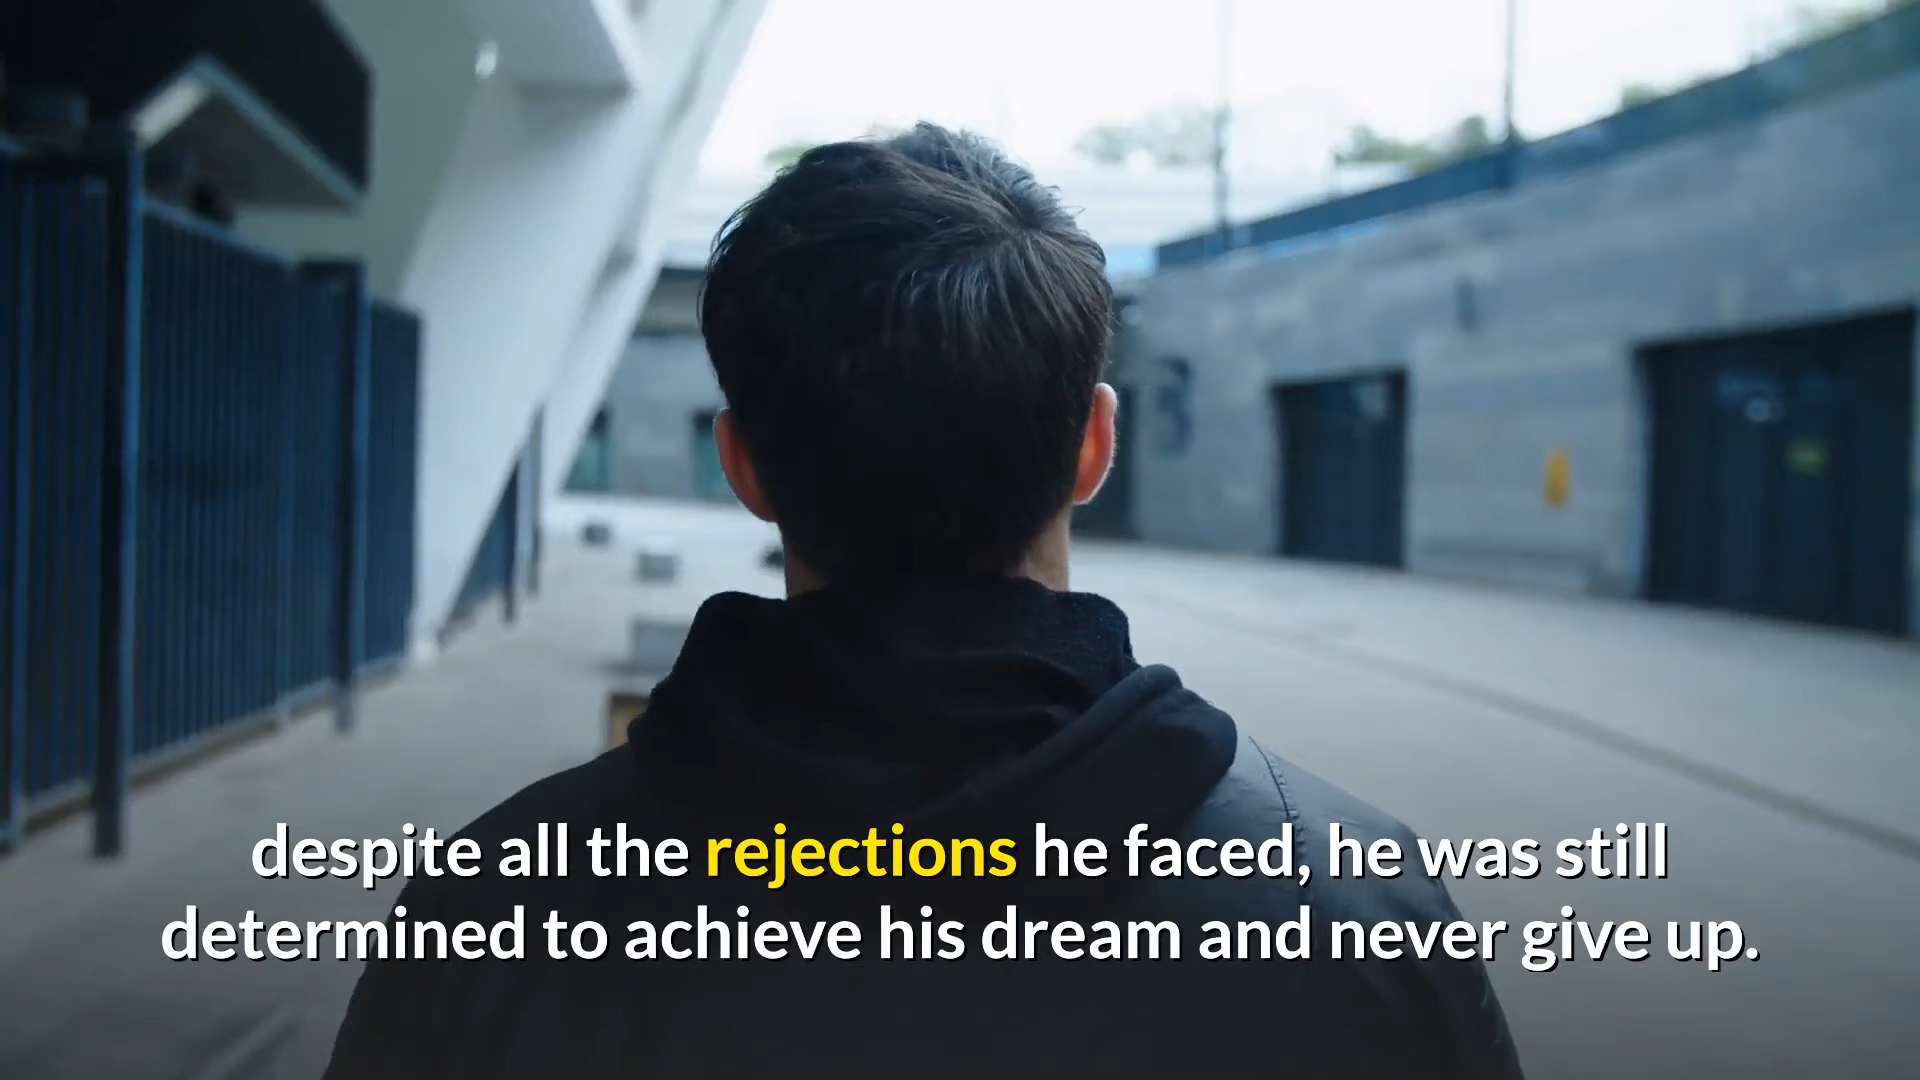 despite all the rejections he faced, he was still
determined to achieve his dream and never give up.